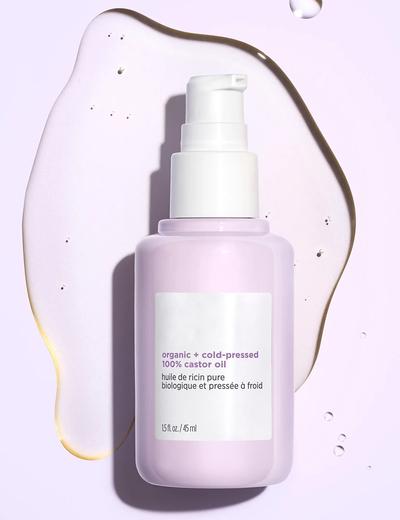 organic + cold-pressed
100% castor oil
huile de ricin pure
biologique et pressée à froid
1.5 fl. oz. / 45 ml